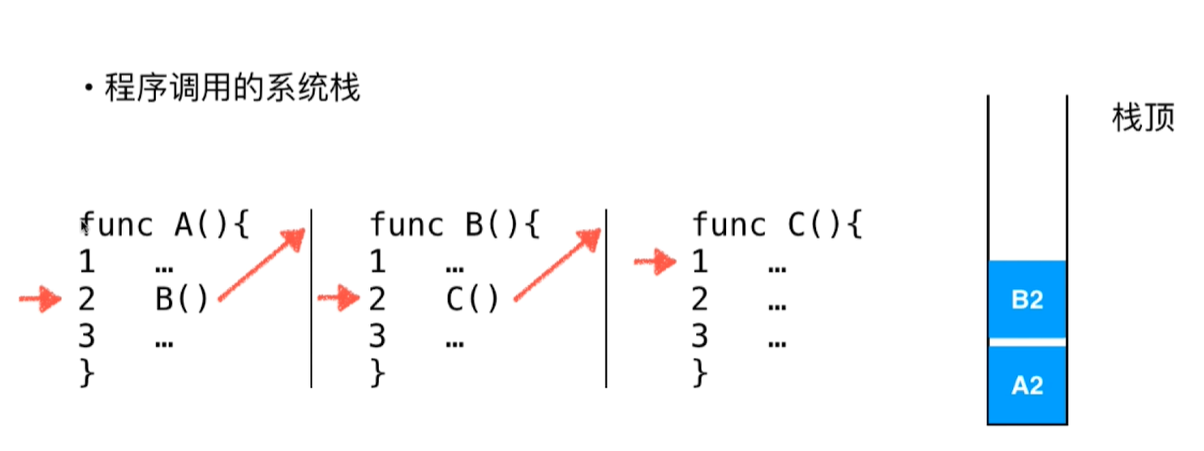 •程序调用的系统栈
栈顶
func A(){
1 …
2 B()
3 …
}
func B(){
1 …
2 C()
3 …
}
func C(){
1 …
2 …
3 …
}
B2
A2